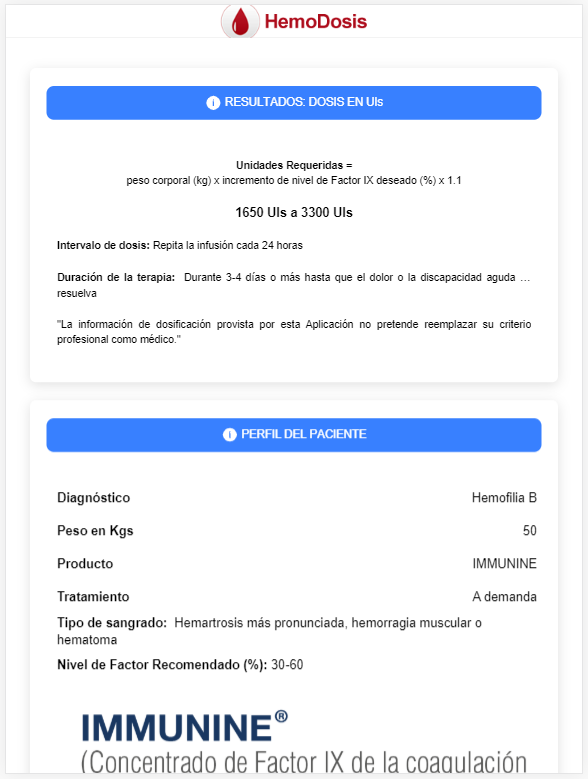 HemoDosis
RESULTADOS: DOSIS EN UIs
Unidades Requeridas =
peso corporal (kg) x incremento de nivel de Factor IX deseado (%) x 1.1
1650 UIs a 3300 UIs
Intervalo de dosis: Repita la infusión cada 24 horas
Duración de la terapia: Durante 3-4 días o más hasta que el dolor o la discapacidad aguda ...
resuelva
"La información de dosificación provista por esta Aplicación no pretende reemplazar su criterio
profesional como médico."
PERFIL DEL PACIENTE
Diagnóstico Hemofilia B
Peso en Kgs 50
Producto IMMUNINE
Tratamiento A demanda
Tipo de sangrado: Hemartrosis más pronunciada, hemorragia muscular o
hematoma
Nivel de Factor Recomendado (%): 30-60
IMMUNINE®
(Concentrado de Factor IX de la coagulación